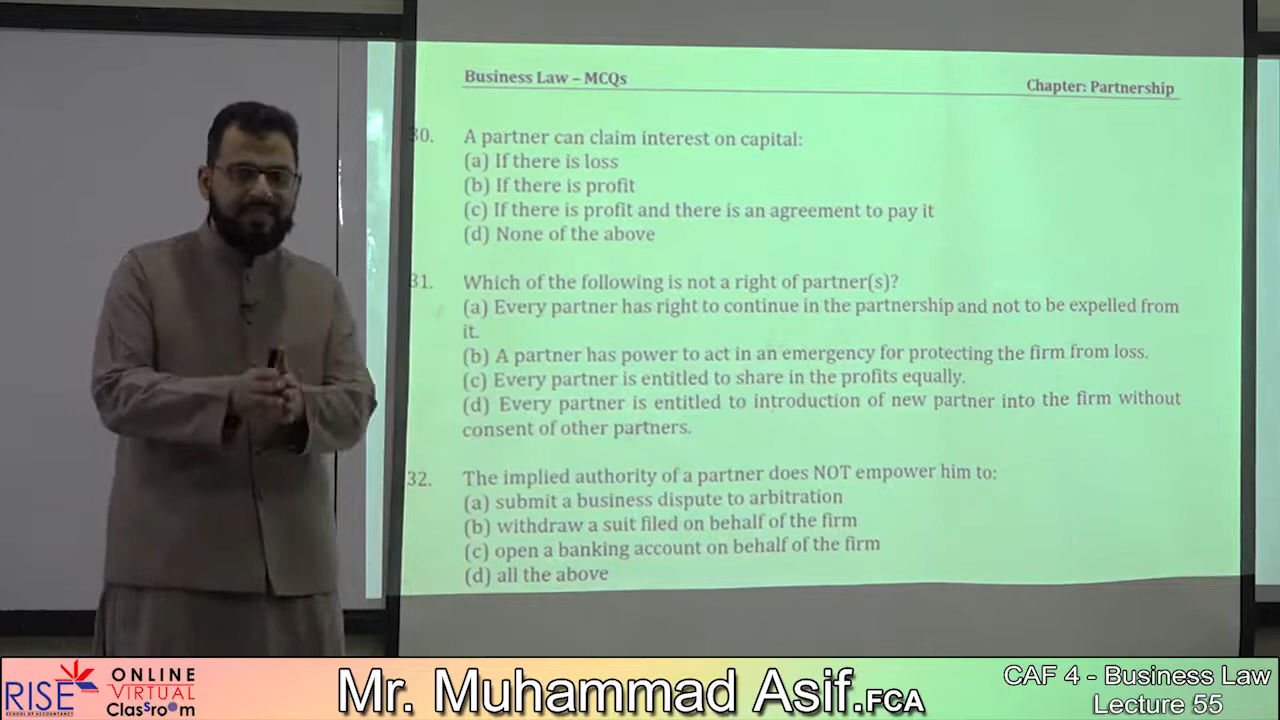 Business Law – MCQs
Chapter: Partnership
30. A partner can claim interest on capital:
(a) If there is loss
(b) If there is profit
(c) If there is profit and there is an agreement to pay it
(d) None of the above
31. Which of the following is not a right of partner(s)?
(a) Every partner has right to continue in the partnership and not to be expelled from
it.
(b) A partner has power to act in an emergency for protecting the firm from loss.
(c) Every partner is entitled to share in the profits equally.
(d) Every partner is entitled to introduction of new partner into the firm without
consent of other partners.
32. The implied authority of a partner does NOT empower him to:
(a) submit a business dispute to arbitration
(b) withdraw a suit filed on behalf of the firm
(c) open a banking account on behalf of the firm
(d) all the above
RISE
SCHOOL OF ACCOUNTANCY
ONLINE
VIRTUAL
Classroom
Mr. Muhammad Asif.FCA
CAF 4 - Business Law
Lecture 55